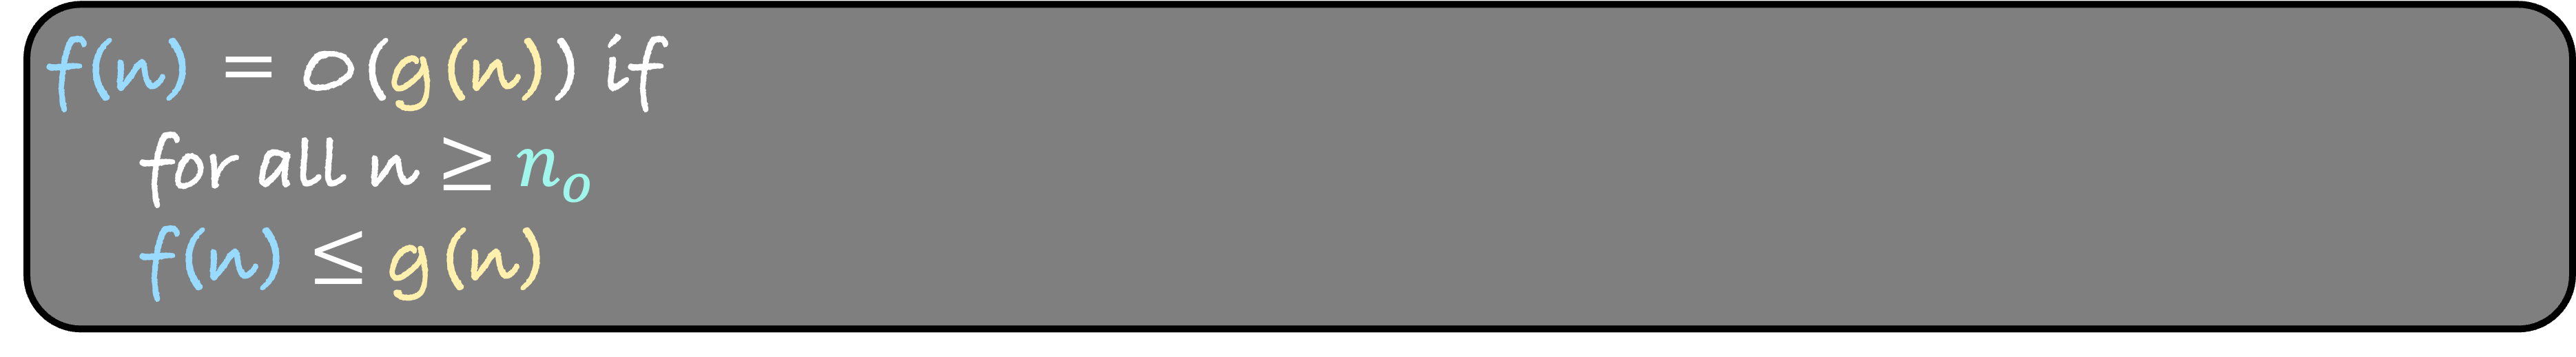 f(n) = O(g(n)) if
for all n ≥ n₀
f(n) ≤ g(n)